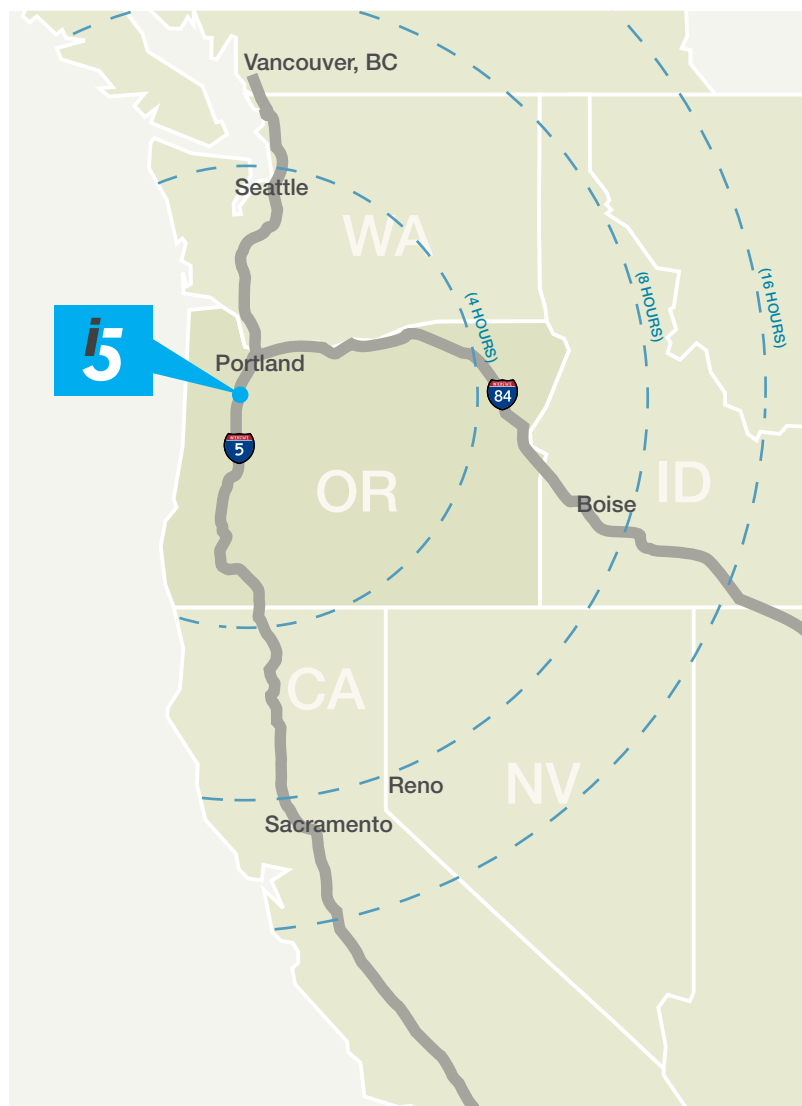 Vancouver, BC
Seattle
WA
(4 HOURS)
(8 HOURS)
(16 HOURS)
i5
Portland
84
5
OR
ID
Boise
CA
NV
Reno
Sacramento